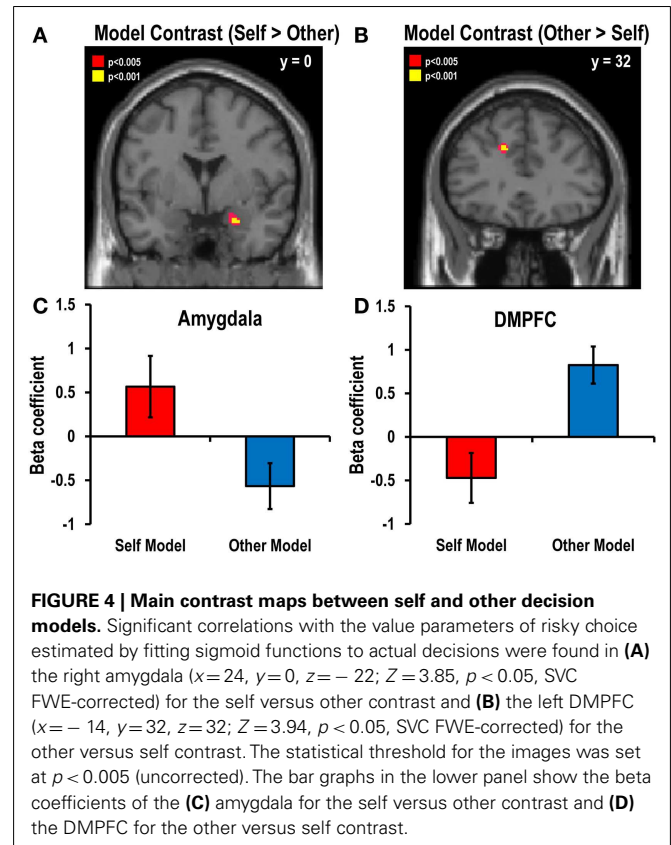 A Model Contrast (Self > Other)
p<0.005
p<0.001
y = 0
B Model Contrast (Other > Self)
p<0.005
p<0.001
y = 32
C Amygdala
Beta coefficient
1.5
1
0.5
0
-0.5
-1
Self Model Other Model
D DMPFC
Beta coefficient
1.5
1
0.5
0
-0.5
-1
Self Model Other Model
FIGURE 4 | Main contrast maps between self and other decision
models. Significant correlations with the value parameters of risky choice
estimated by fitting sigmoid functions to actual decisions were found in (A)
the right amygdala (x = 24, y = 0, z = − 22; Z = 3.85, p < 0.05, SVC
FWE-corrected) for the self versus other contrast and (B) the left DMPFC
(x = − 14, y = 32, z = 32; Z = 3.94, p < 0.05, SVC FWE-corrected) for the
other versus self contrast. The statistical threshold for the images was set
at p < 0.005 (uncorrected). The bar graphs in the lower panel show the beta
coefficients of the (C) amygdala for the self versus other contrast and (D)
the DMPFC for the other versus self contrast.